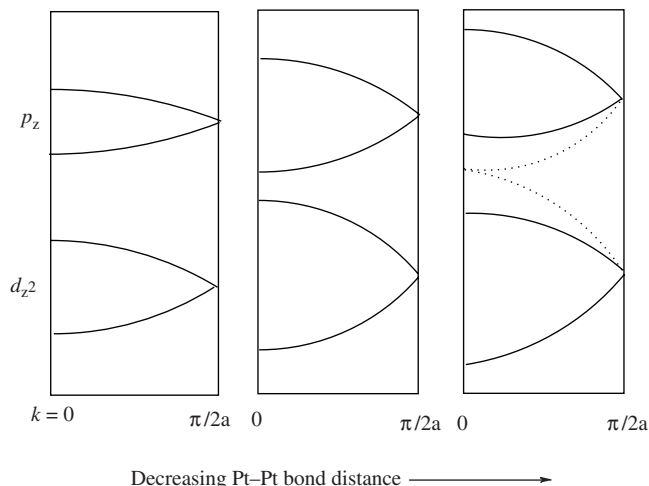 p_z
d_z²
k = 0
π/2a
0
π/2a
0
π/2a
Decreasing Pt–Pt bond distance